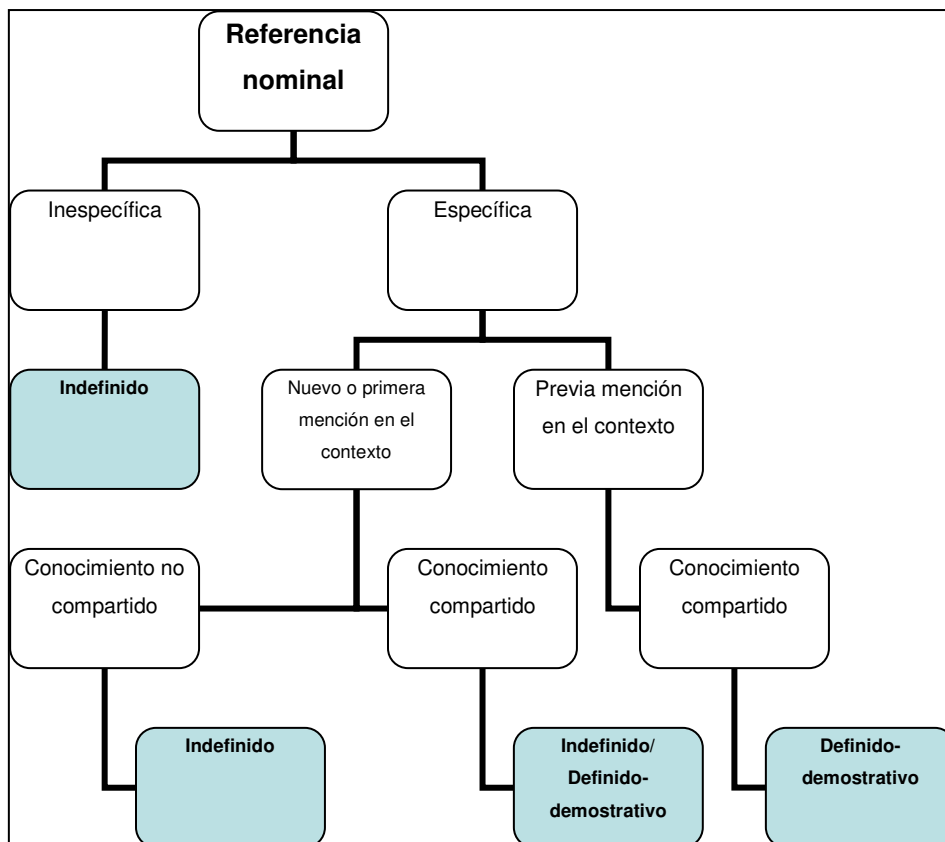 Referencia
nominal
Inespecífica
Específica
Indefinido
Nuevo o primera
mención en el
contexto
Previa mención
en el contexto
Conocimiento no
compartido
Conocimiento
compartido
Conocimiento
compartido
Indefinido
Indefinido/
Definido-
demostrativo
Definido-
demostrativo